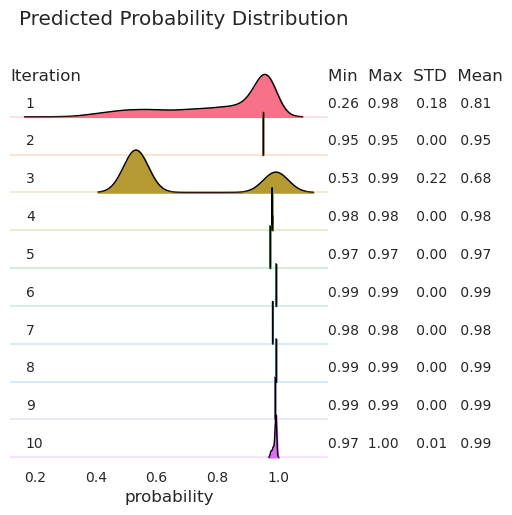 Predicted Probability Distribution
Iteration Min Max STD Mean
1 0.26 0.98 0.18 0.81
2 0.95 0.95 0.00 0.95
3 0.53 0.99 0.22 0.68
4 0.98 0.98 0.00 0.98
5 0.97 0.97 0.00 0.97
6 0.99 0.99 0.00 0.99
7 0.98 0.98 0.00 0.98
8 0.99 0.99 0.00 0.99
9 0.99 0.99 0.00 0.99
10 0.97 1.00 0.01 0.99
0.2 0.4 0.6 0.8 1.0
probability